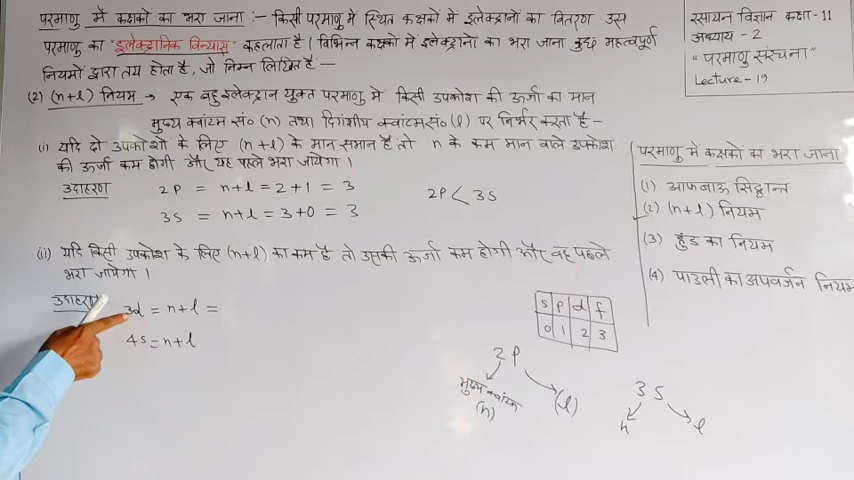 परमाणु में कक्षकों का भरा जाना :- किसी परमाणु में स्थित कक्षकों में इलेक्ट्रानों का वितरण उस
परमाणु का "इलेक्ट्रानिक विन्यास" कहलाता है। विभिन्न कक्षकों में इलेक्ट्रानों का भरा जाना कुछ महत्वपूर्ण
नियमों द्वारा तय होता है, जो निम्न लिखित है -
(2) (n+l) नियम → एक बहु इलेक्ट्रान युक्त परमाणु में किसी उपकोश की ऊर्जा का मान
मुख्य क्वांटम सं० (n) तथा दिगंशीय क्वांटम सं० (l) पर निर्भर करता है -
(i) यदि दो उपकोशो के लिए (n+l) के मान समान है तो n के कम मान वाले उपकोश
की ऊर्जा कम होगी और यह पहले भरा जायेगा।
उदाहरण 2P = n+l = 2+1 = 3
3S = n+l = 3+0 = 3
2P < 3S
(ii) यदि किसी उपकोश के लिए (n+l) का कम है तो उसकी ऊर्जा कम होगी और वह पहले
भरा जायेगा।
उदाहरण
3d = n+l =
4S = n+l
रसायन विज्ञान कक्षा-11
अध्याय - 2
"परमाणु संरचना"
Lecture - 19
परमाणु में कक्षकों का भरा जाना
(1) आफबाऊ सिद्धान्त
(2) (n+l) नियम
(3) हुंड का नियम
(4) पाउली का अपवर्जन नियम
S P d f
0 1 2 3
2P
मुख्य क्वांटम
(n) (l)
3S
n l